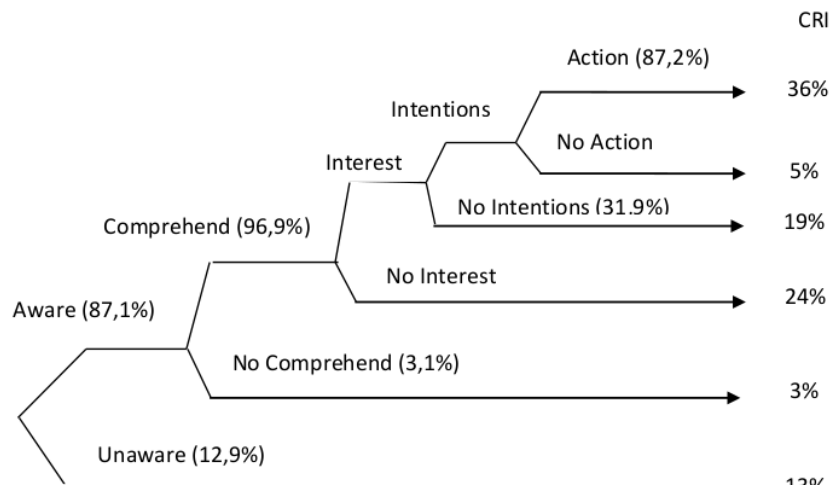 CRI
Action (87,2%)
36%
Intentions
No Action
5%
Interest
No Intentions (31.9%)
19%
Comprehend (96,9%)
No Interest
24%
Aware (87,1%)
No Comprehend (3,1%)
3%
Unaware (12,9%)
13%